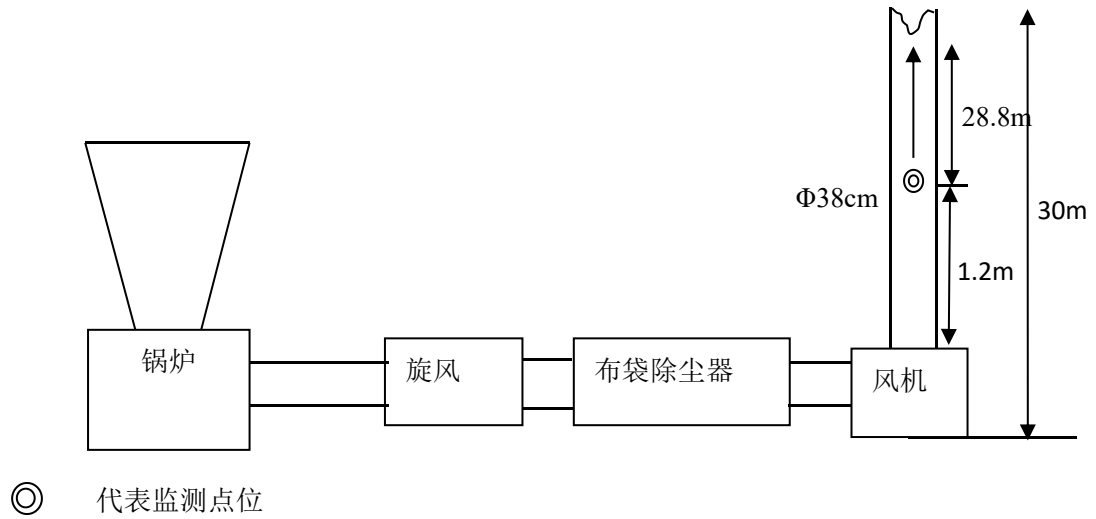 28.8m
Φ38cm
30m
1.2m
锅炉
旋风
布袋除尘器
风机
代表监测点位